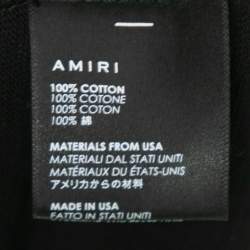 AMIRI
100% COTTON
100% COTONE
100% COTON
100% 綿
MATERIALS FROM USA
MATERIALI DAL STATI UNITI
MATÉRIAUX DU ÉTATS-UNIS
アメリカからの材料
MADE IN USA
FATTO IN STATI UNITI